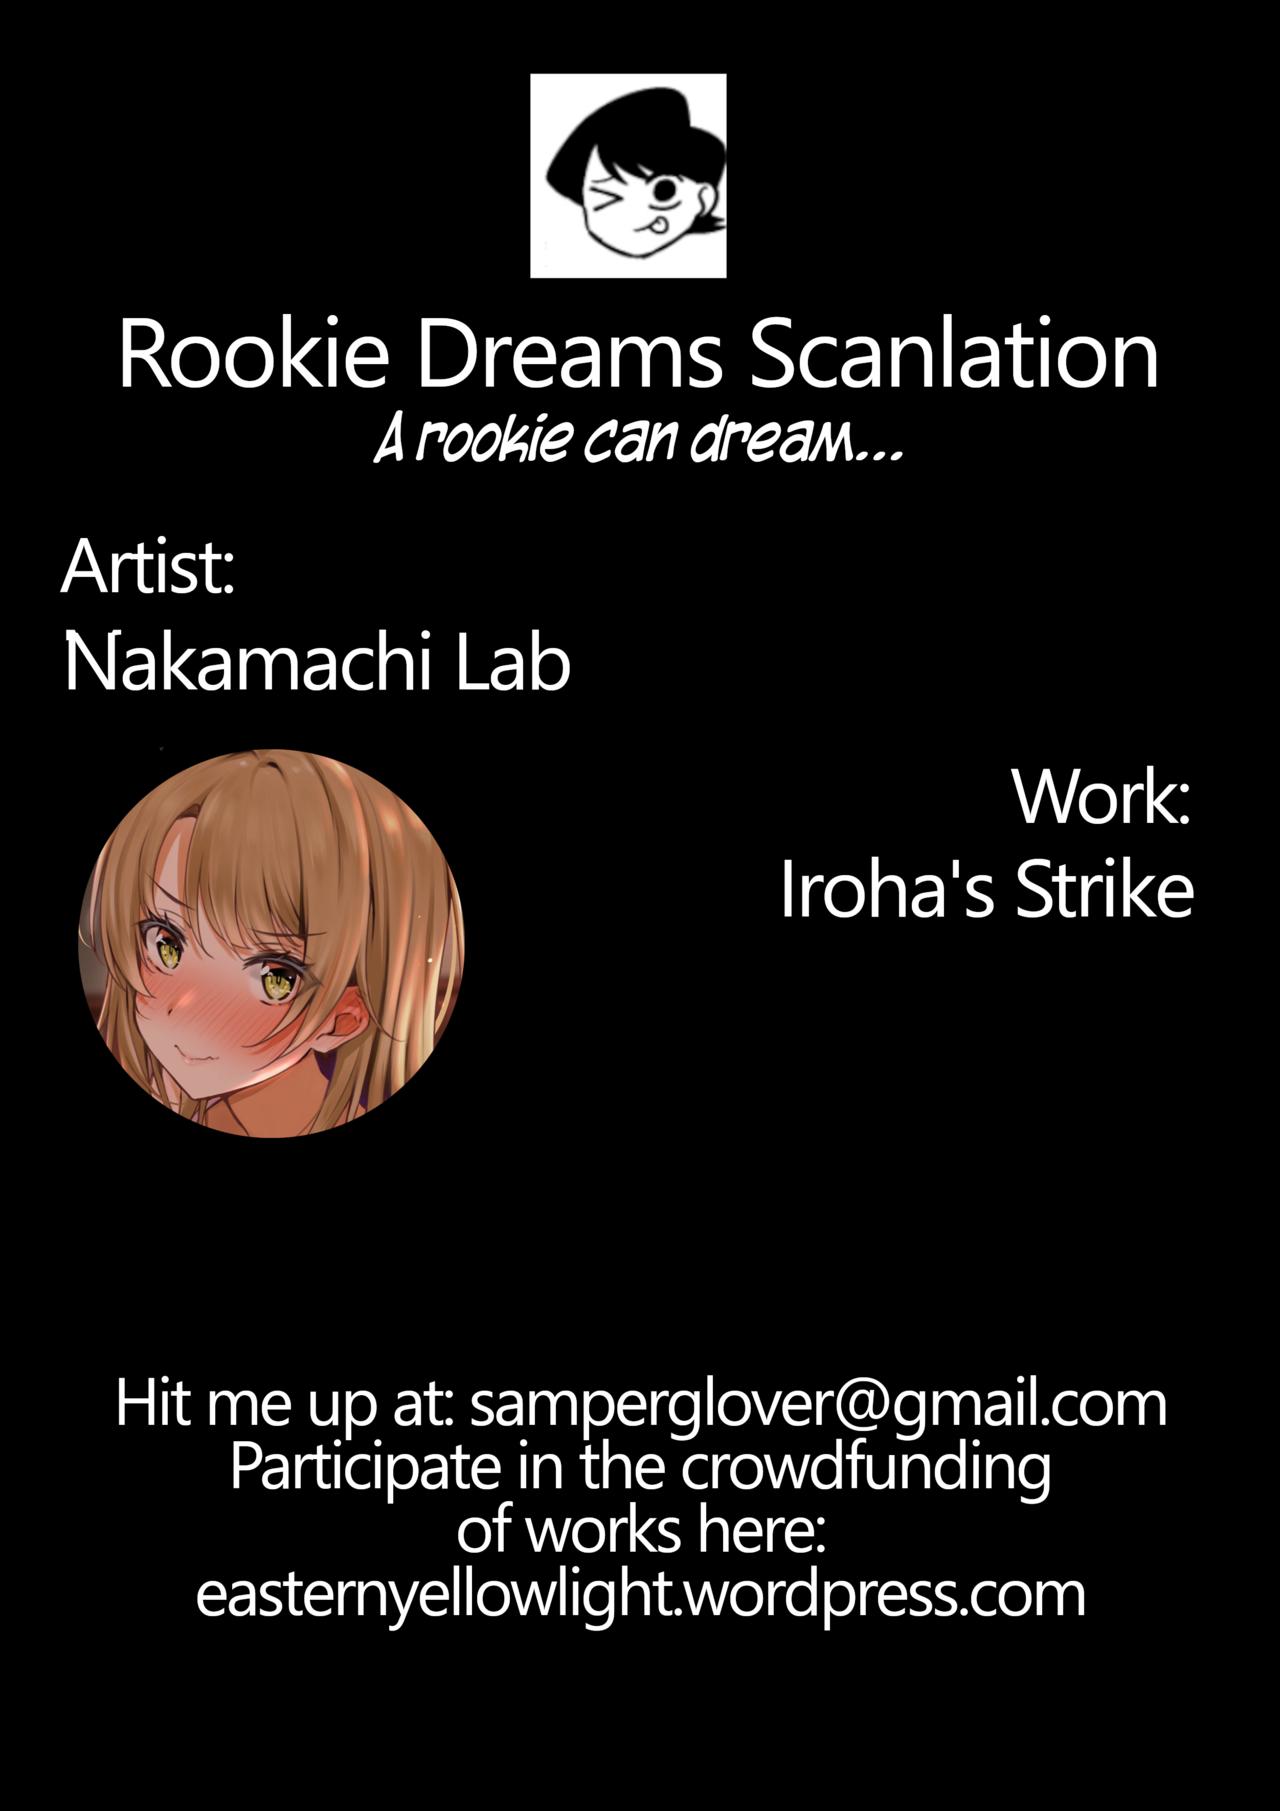 Rookie Dreams Scanlation
A rookie can dream...
Artist:
Nakamachi Lab
Work:
Iroha's Strike
Hit me up at: samperglover@gmail.com
Participate in the crowdfunding
of works here:
easternyellowlight.wordpress.com